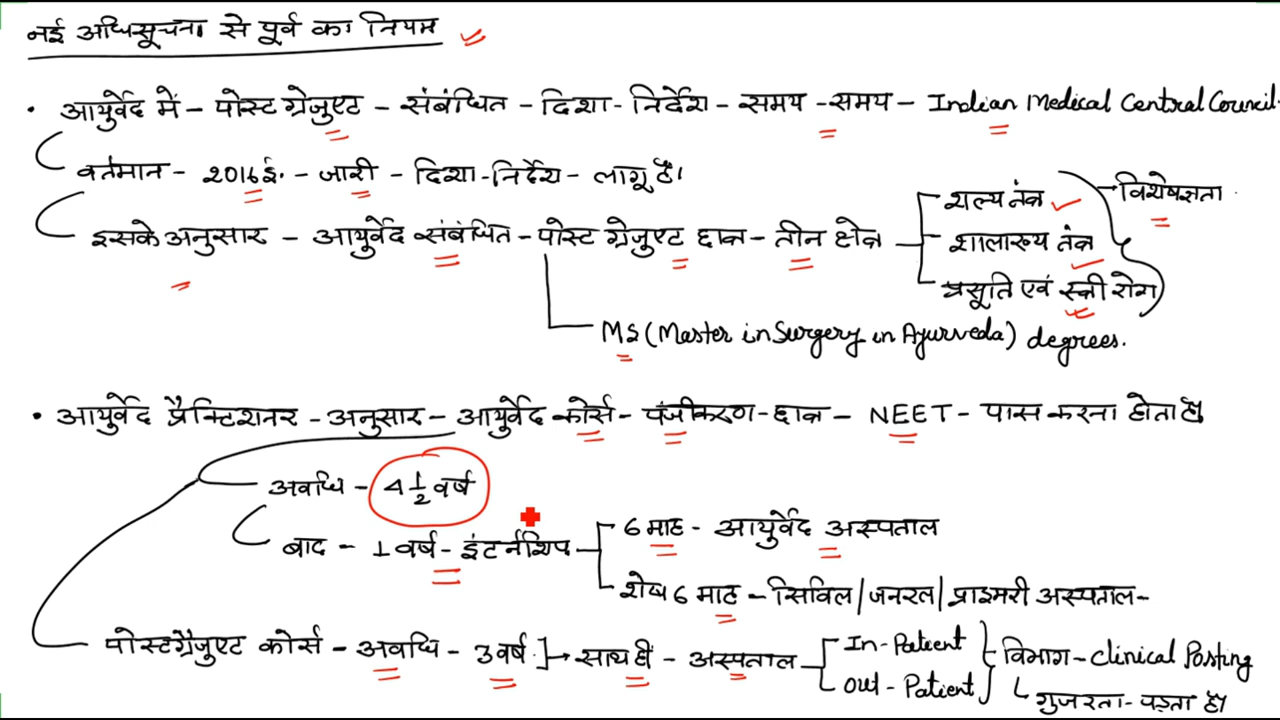 नई अधिसूचना से पूर्व का नियम
• आयुर्वेद में - पोस्ट ग्रेजुएट - संबंधित - दिशा-निर्देश - समय - समय - Indian Medical Central Council
वर्तमान - 2016 ई. - जारी - दिशा-निर्देश - लागू है।
इसके अनुसार - आयुर्वेद संबंधित - पोस्ट ग्रेजुएट छात्र - तीन क्षेत्र
शल्य तंत्र
शालाक्य तंत्र
प्रसूति एवं स्त्री रोग
विशेषज्ञता
MS (Master in Surgery in Ayurveda) degrees.
• आयुर्वेद प्रैक्टिशनर - अनुसार - आयुर्वेद कोर्स - पंजीकरण - छात्र - NEET - पास करना होता है।
अवधि - 4 1/2 वर्ष
बाद - 1 वर्ष - इंटर्नशिप
6 माह - आयुर्वेद अस्पताल
शेष 6 माह - सिविल / जनरल / प्राइमरी अस्पताल -
पोस्टग्रैजुएट कोर्स - अवधि - 3 वर्ष ] → साथ ही - अस्पताल
In-Patient
Out-Patient
विभाग - Clinical Posting
गुजरना - पड़ता है।